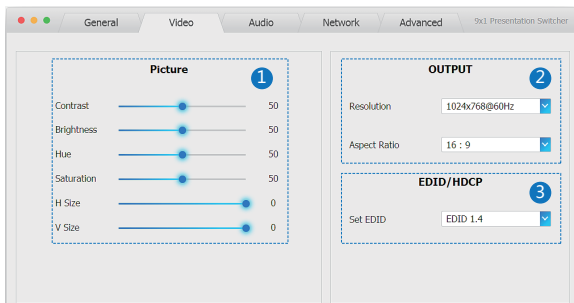 General Video Audio Network Advanced 9x1 Presentation Switcher
Picture 1
Contrast 50
Brightness 50
Hue 50
Saturation 50
H Size 0
V Size 0
OUTPUT 2
Resolution 1024x768@60Hz
Aspect Ratio 16 : 9
EDID/HDCP 3
Set EDID EDID 1.4